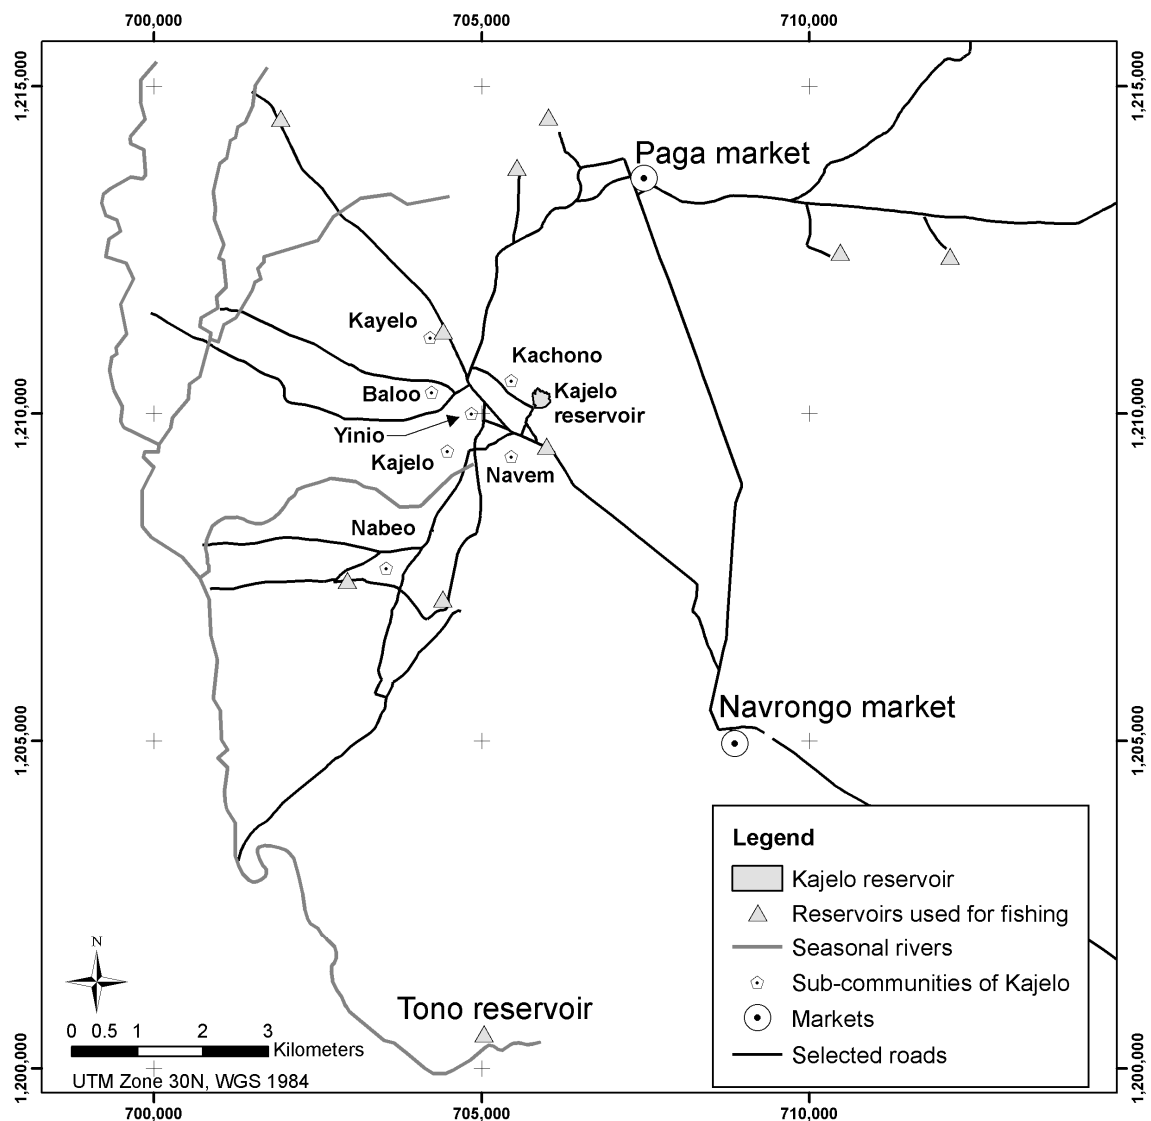 700,000
705,000
710,000
1,215,000
1,215,000
Paga market
Kayelo
Kachono
Baloo
Kajelo
reservoir
1,210,000
1,210,000
Yinio
Kajelo
Navem
Nabeo
Navrongo market
1,205,000
1,205,000
Legend
Kajelo reservoir
Reservoirs used for fishing
Seasonal rivers
Sub-communities of Kajelo
Markets
Selected roads
N
Tono reservoir
0 0.5 1 2 3
Kilometers
UTM Zone 30N, WGS 1984
1,200,000
1,200,000
700,000
705,000
710,000